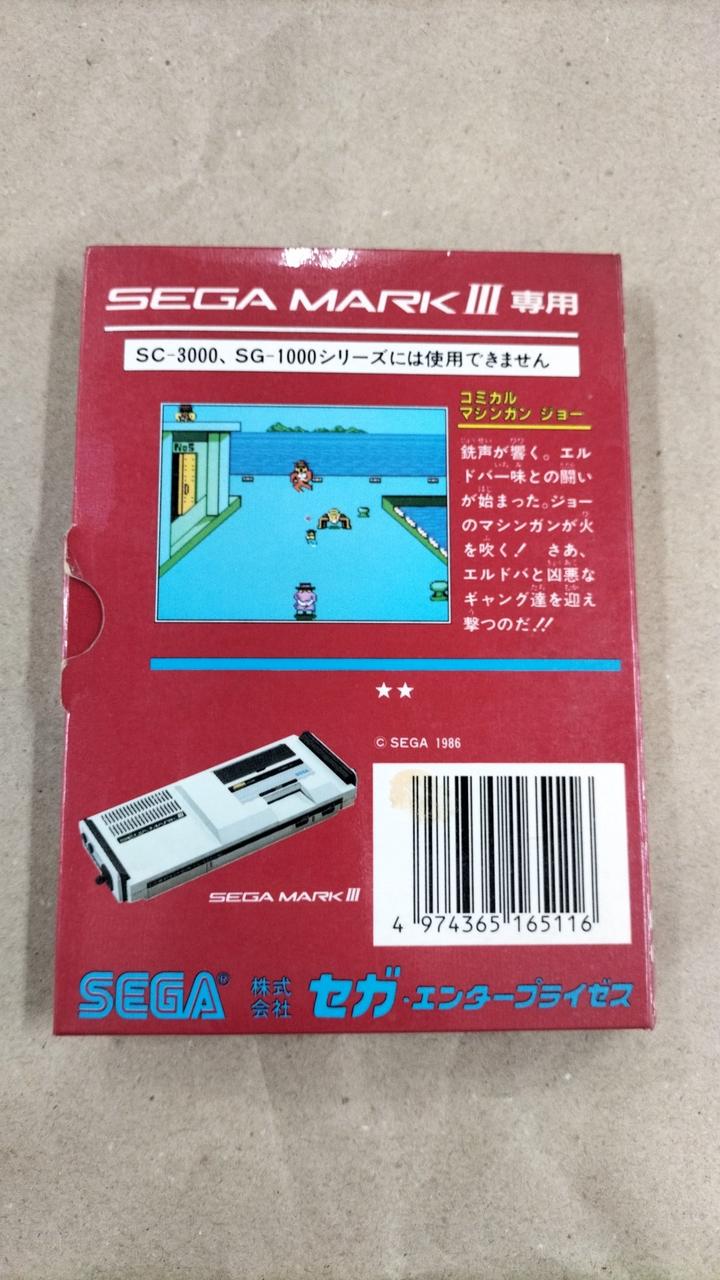 SEGA MARK III 専用
SC-3000、SG-1000シリーズには使用できません
コミカル
マシンガン ジョー
銃声が響く。エル
ドバ一味との闘い
が始まった。ジョー
のマシンガンが火
を吹く! さあ、
エルドバと凶悪な
ギャング達を迎え
撃つのだ!!
No5
★★
© SEGA 1986
SEGA
SEGA MARK III
4 974365 165116
SEGA® 株式会社 セガ・エンタープライゼス